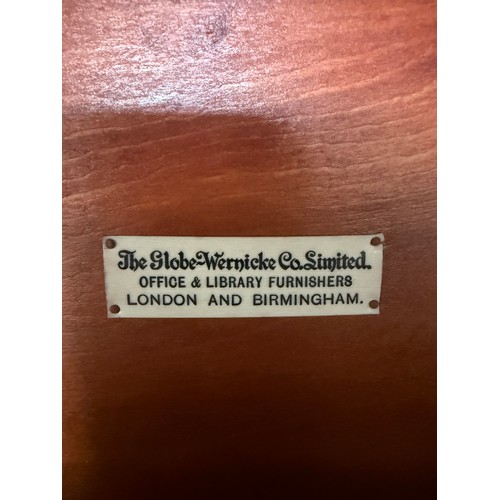 The Globe-Wernicke Co. Limited.
OFFICE & LIBRARY FURNISHERS
LONDON AND BIRMINGHAM.